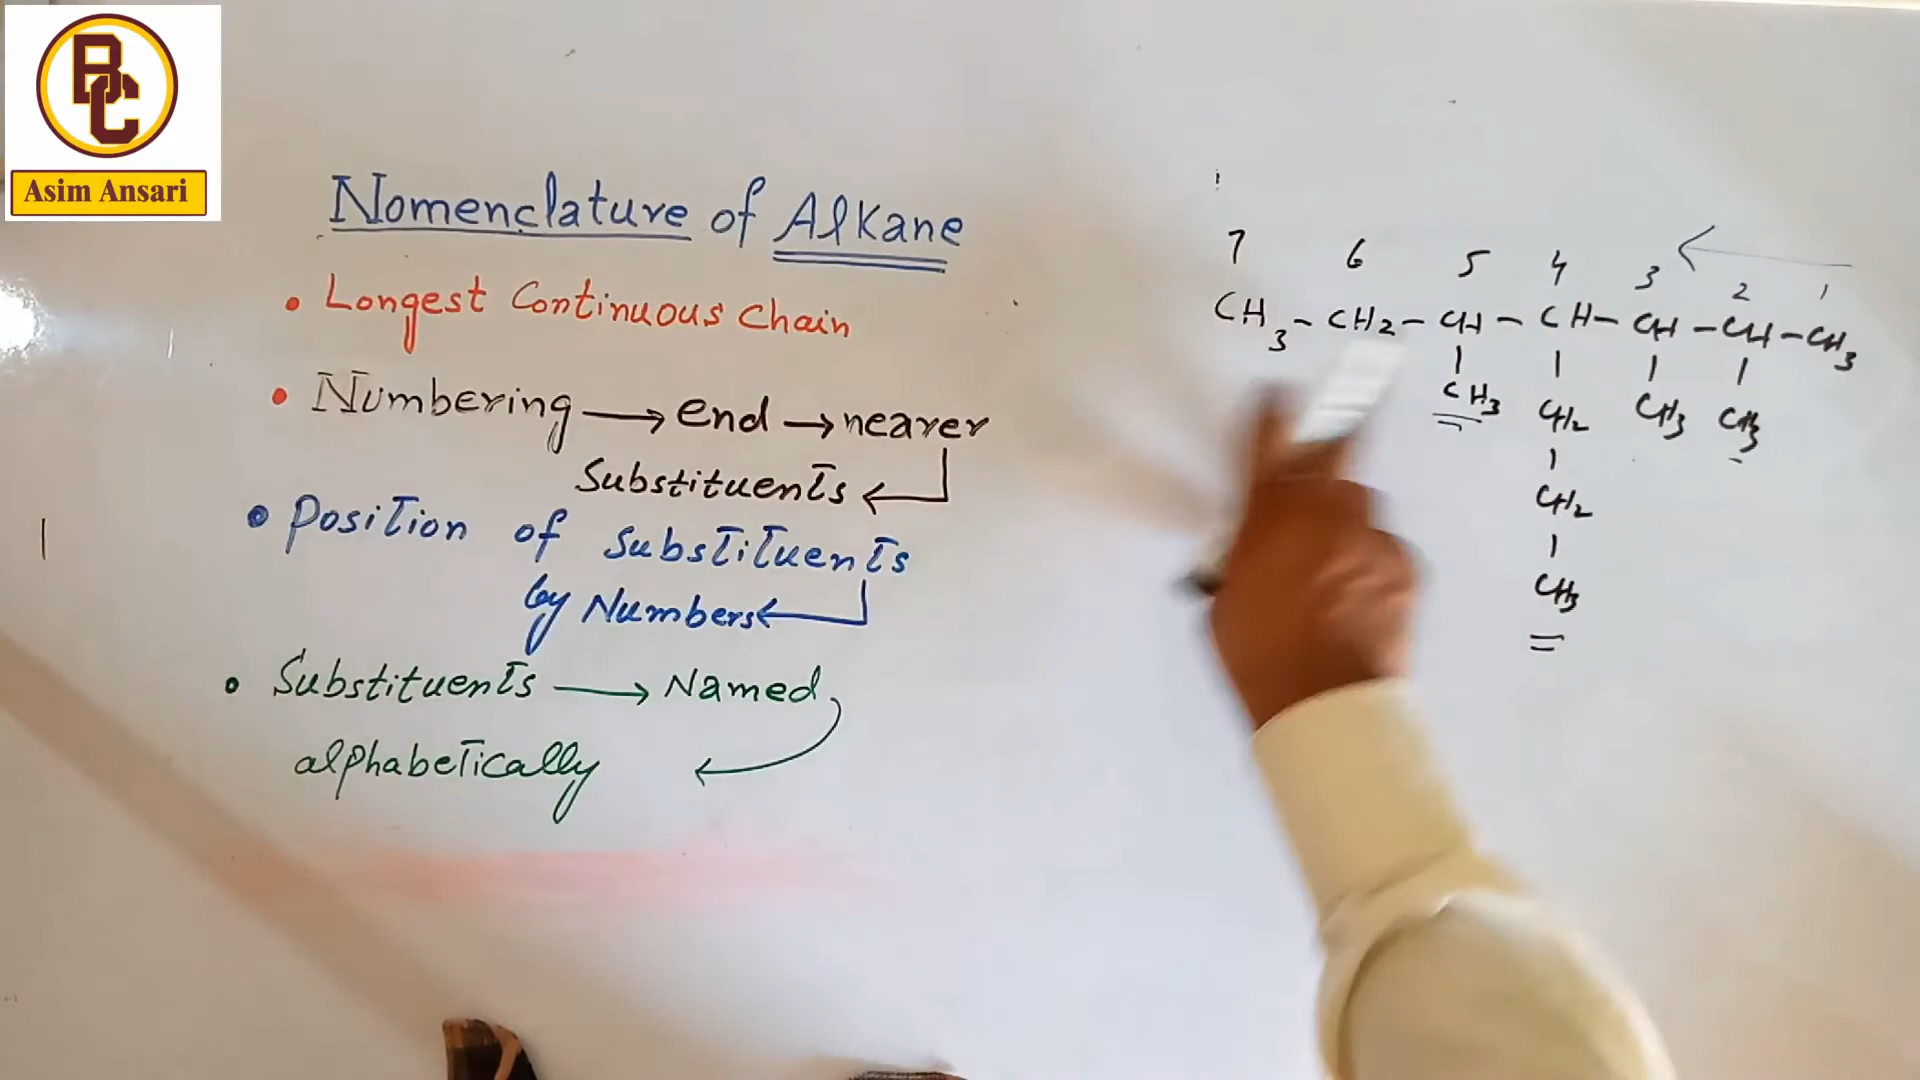 BC
Asim Ansari
Nomenclature of Alkane
• Longest Continuous Chain
• Numbering → end → nearer
Substituents ←
• Position of Substituents
by Numbers ←
• Substituents → Named,
alphabetically ←
7 6 5 4 3 2 1
CH3 - CH2 - CH - CH - CH - CH - CH3
CH3 CH2 CH3 CH3
CH2
CH3